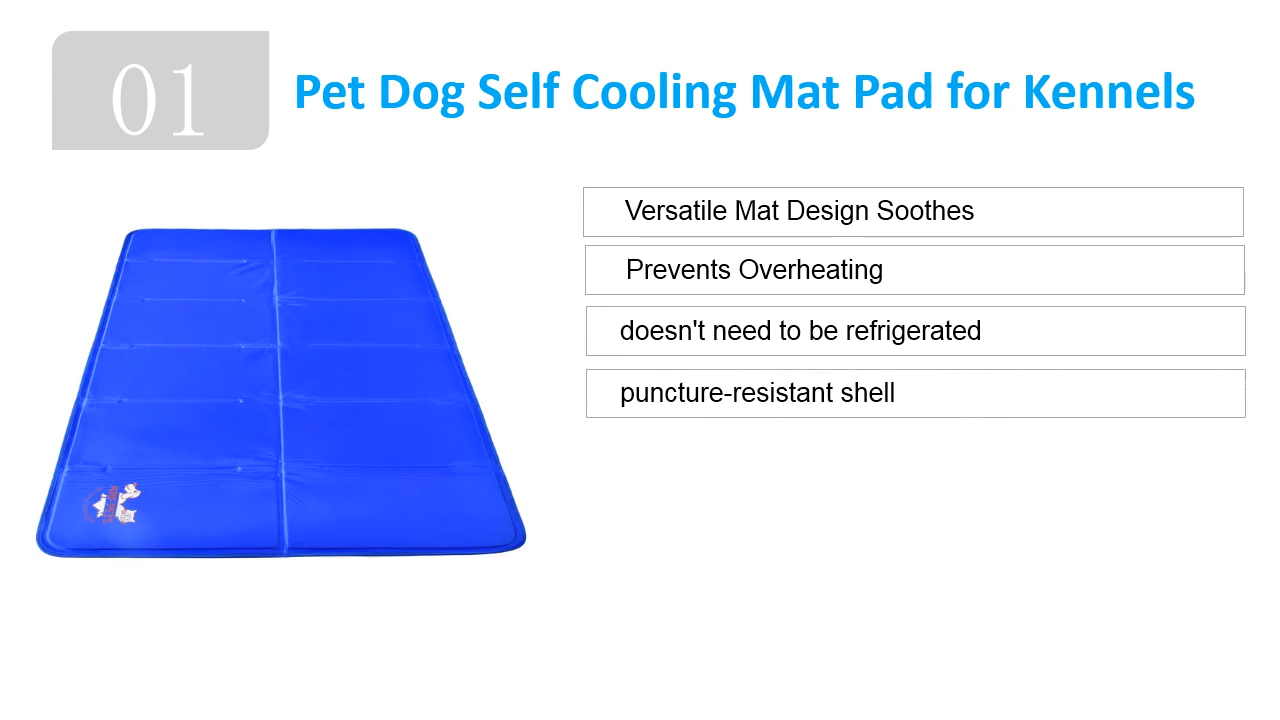 01
Pet Dog Self Cooling Mat Pad for Kennels
Versatile Mat Design Soothes
Prevents Overheating
doesn't need to be refrigerated
puncture-resistant shell